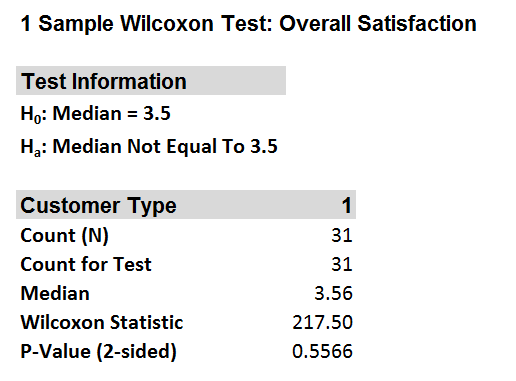 1 Sample Wilcoxon Test: Overall Satisfaction
Test Information
H₀: Median = 3.5
Hₐ: Median Not Equal To 3.5
Customer Type 1
Count (N) 31
Count for Test 31
Median 3.56
Wilcoxon Statistic 217.50
P-Value (2-sided) 0.5566